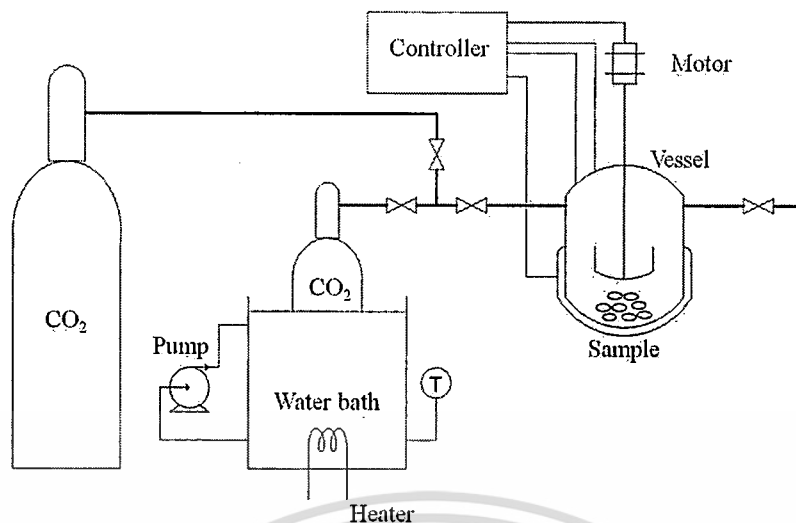 Controller
Motor
Vessel
CO₂
CO₂
Pump
Water bath
T
Sample
Heater